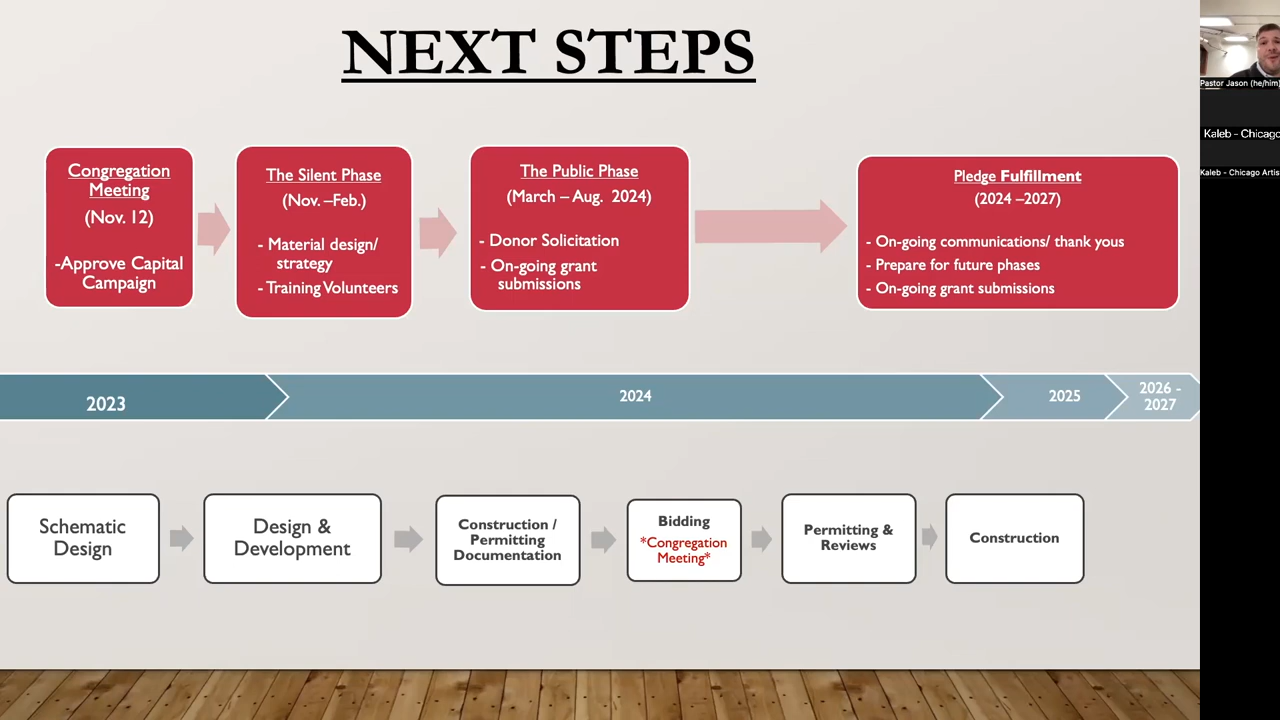 NEXT STEPS
Congregation
Meeting
(Nov. 12)
-Approve Capital
Campaign
The Silent Phase
(Nov. –Feb.)
- Material design/
strategy
- Training Volunteers
The Public Phase
(March – Aug. 2024)
- Donor Solicitation
- On-going grant
submissions
Pledge Fulfillment
(2024 –2027)
- On-going communications/ thank yous
- Prepare for future phases
- On-going grant submissions
2023
2024
2025
2026 -
2027
Schematic
Design
Design &
Development
Construction /
Permitting
Documentation
Bidding
*Congregation
Meeting*
Permitting &
Reviews
Construction
Pastor Jason (he/him)
Kaleb - Chicago
Kaleb - Chicago Artis